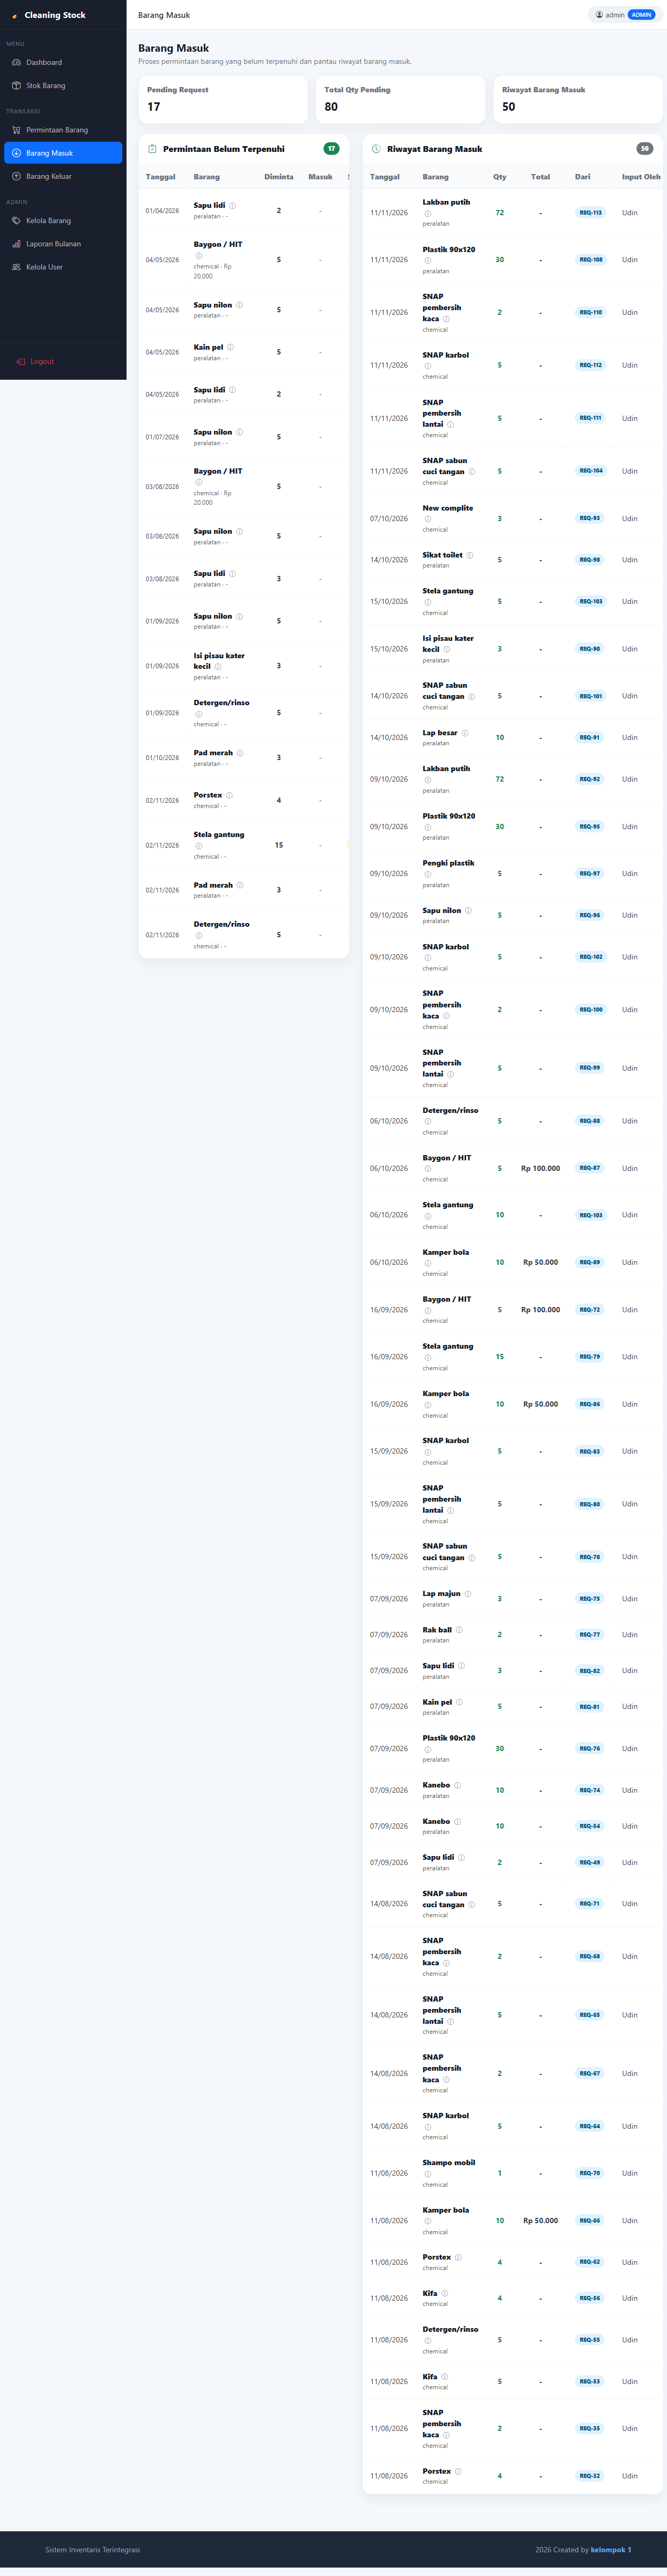 Cleaning Stock
MENU
Dashboard
Stok Barang
TRANSAKSI
Permintaan Barang
Barang Masuk
Barang Keluar
ADMIN
Kelola Barang
Laporan Bulanan
Kelola User
Logout
Barang Masuk
admin ADMIN
Barang Masuk
Proses permintaan barang yang belum terpenuhi dan pantau riwayat barang masuk.
Pending Request
17
Total Qty Pending
80
Riwayat Barang Masuk
50
Permintaan Belum Terpenuhi 17
Tanggal Barang Diminta Masuk S
01/04/2026 Sapu lidi 2 -
peralatan · -
04/05/2026 Baygon / HIT 5 -
chemical · Rp
20.000
04/05/2026 Sapu nilon 5 -
peralatan · -
04/05/2026 Kain pel 5 -
peralatan · -
04/05/2026 Sapu lidi 2 -
peralatan · -
01/07/2026 Sapu nilon 5 -
peralatan · -
03/08/2026 Baygon / HIT 5 -
chemical · Rp
20.000
03/08/2026 Sapu nilon 5 -
peralatan · -
03/08/2026 Sapu lidi 3 -
peralatan · -
01/09/2026 Sapu nilon 5 -
peralatan · -
01/09/2026 Isi pisau kater
kecil 3 -
peralatan · -
01/09/2026 Detergen/rinso 5 -
chemical · -
01/10/2026 Pad merah 3 -
peralatan · -
02/11/2026 Porstex 4 -
chemical · -
02/11/2026 Stela gantung 15 -
chemical · -
02/11/2026 Pad merah 3 -
peralatan · -
02/11/2026 Detergen/rinso 5 -
chemical · -
Riwayat Barang Masuk 50
Tanggal Barang Qty Total Dari Input Oleh
11/11/2026 Lakban putih 72 - REQ-113 Udin
peralatan
11/11/2026 Plastik 90x120 30 - REQ-108 Udin
peralatan
11/11/2026 SNAP
pembersih
kaca 2 - REQ-110 Udin
chemical
11/11/2026 SNAP karbol 5 - REQ-112 Udin
chemical
11/11/2026 SNAP
pembersih
lantai 5 - REQ-111 Udin
chemical
11/11/2026 SNAP sabun
cuci tangan 5 - REQ-104 Udin
chemical
07/10/2026 New complite 3 - REQ-93 Udin
chemical
14/10/2026 Sikat toilet 5 - REQ-98 Udin
peralatan
15/10/2026 Stela gantung 5 - REQ-103 Udin
chemical
15/10/2026 Isi pisau kater
kecil 3 - REQ-90 Udin
peralatan
14/10/2026 SNAP sabun
cuci tangan 5 - REQ-101 Udin
chemical
14/10/2026 Lap besar 10 - REQ-91 Udin
peralatan
09/10/2026 Lakban putih 72 - REQ-92 Udin
peralatan
09/10/2026 Plastik 90x120 30 - REQ-95 Udin
peralatan
09/10/2026 Pengki plastik 5 - REQ-97 Udin
peralatan
09/10/2026 Sapu nilon 5 - REQ-96 Udin
peralatan
09/10/2026 SNAP karbol 5 - REQ-102 Udin
chemical
09/10/2026 SNAP
pembersih
kaca 2 - REQ-100 Udin
chemical
09/10/2026 SNAP
pembersih
lantai 5 - REQ-99 Udin
chemical
06/10/2026 Detergen/rinso 5 - REQ-88 Udin
chemical
06/10/2026 Baygon / HIT 5 Rp 100.000 REQ-87 Udin
chemical
06/10/2026 Stela gantung 10 - REQ-103 Udin
chemical
06/10/2026 Kamper bola 10 Rp 50.000 REQ-89 Udin
chemical
16/09/2026 Baygon / HIT 5 Rp 100.000 REQ-72 Udin
chemical
16/09/2026 Stela gantung 15 - REQ-79 Udin
chemical
16/09/2026 Kamper bola 10 Rp 50.000 REQ-86 Udin
chemical
15/09/2026 SNAP karbol 5 - REQ-83 Udin
chemical
15/09/2026 SNAP
pembersih
lantai 5 - REQ-80 Udin
chemical
15/09/2026 SNAP sabun
cuci tangan 5 - REQ-78 Udin
chemical
07/09/2026 Lap majun 3 - REQ-75 Udin
peralatan
07/09/2026 Rak ball 2 - REQ-77 Udin
peralatan
07/09/2026 Sapu lidi 3 - REQ-82 Udin
peralatan
07/09/2026 Kain pel 5 - REQ-81 Udin
peralatan
07/09/2026 Plastik 90x120 30 - REQ-76 Udin
peralatan
07/09/2026 Kanebo 10 - REQ-74 Udin
peralatan
07/09/2026 Kanebo 10 - REQ-54 Udin
peralatan
07/09/2026 Sapu lidi 2 - REQ-49 Udin
peralatan
14/08/2026 SNAP sabun
cuci tangan 5 - REQ-71 Udin
chemical
14/08/2026 SNAP
pembersih
kaca 2 - REQ-68 Udin
chemical
14/08/2026 SNAP
pembersih
lantai 5 - REQ-65 Udin
chemical
14/08/2026 SNAP
pembersih
kaca 2 - REQ-67 Udin
chemical
14/08/2026 SNAP karbol 5 - REQ-64 Udin
chemical
11/08/2026 Shampo mobil 1 - REQ-70 Udin
chemical
11/08/2026 Kamper bola 10 Rp 50.000 REQ-66 Udin
chemical
11/08/2026 Porstex 4 - REQ-62 Udin
chemical
11/08/2026 Kifa 4 - REQ-56 Udin
chemical
11/08/2026 Detergen/rinso 5 - REQ-55 Udin
chemical
11/08/2026 Kifa 5 - REQ-53 Udin
chemical
11/08/2026 SNAP
pembersih
kaca 2 - REQ-35 Udin
chemical
11/08/2026 Porstex 4 - REQ-32 Udin
chemical
Sistem Inventaris Terintegrasi
2026 Created by kelompok 1